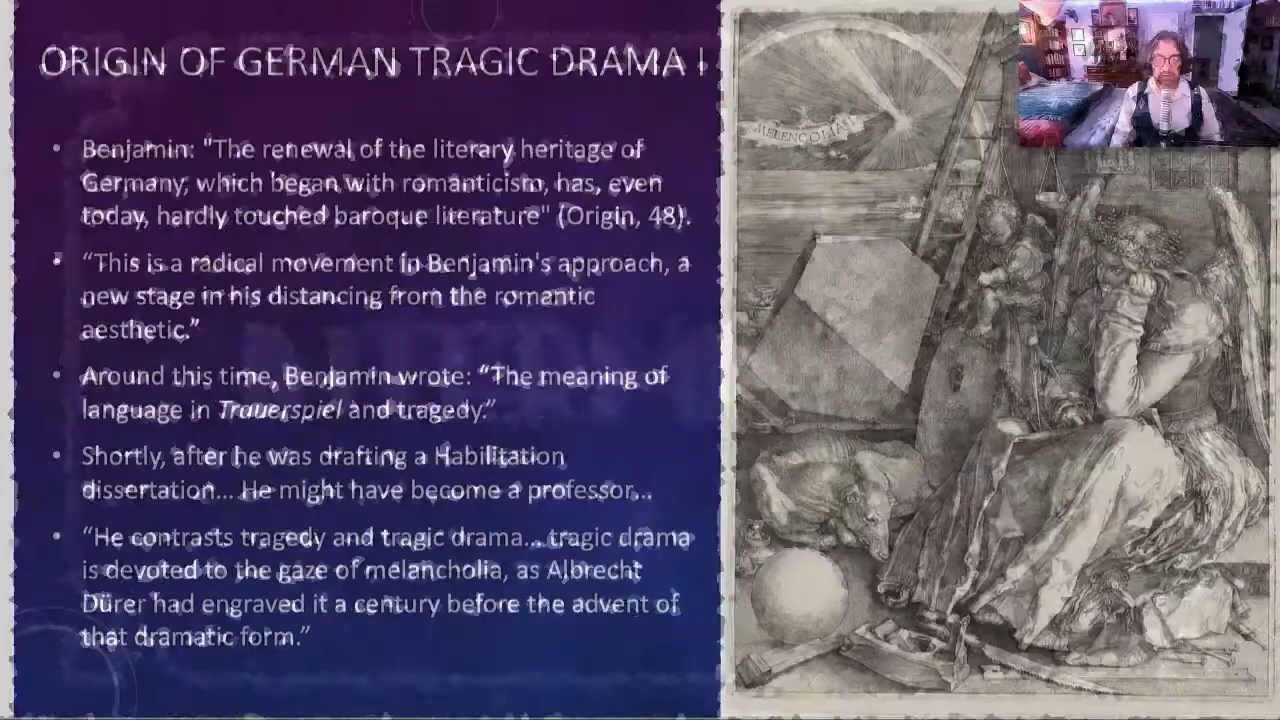 ORIGIN OF GERMAN TRAGIC DRAMA I
• Benjamin: "The renewal of the literary heritage of
Germany, which began with romanticism, has, even
today, hardly touched baroque literature" (Origin, 48).
• “This is a radical movement in Benjamin's approach, a
new stage in his distancing from the romantic
aesthetic.”
• Around this time, Benjamin wrote: “The meaning of
language in Trauerspiel and tragedy.”
• Shortly, after he was drafting a Habilitation
dissertation... He might have become a professor...
• “He contrasts tragedy and tragic drama...tragic drama
is devoted to the gaze of melancholia, as Albrecht
Dürer had engraved it a century before the advent of
that dramatic form.”
MELENCOLIA I